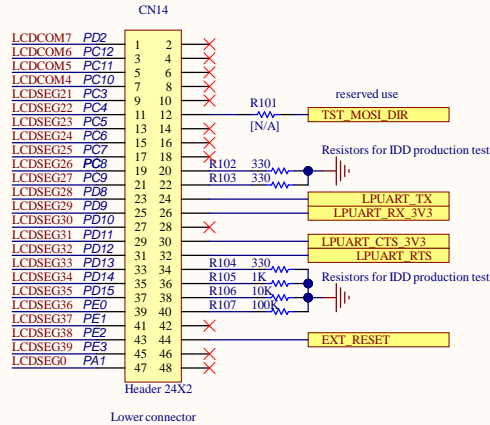 CN14
LCDCOM7 PD2 1 2
LCDCOM6 PC12 3 4
LCDCOM5 PC11 5 6
LCDCOM4 PC10 7 8
LCDSEG21 PC3 9 10
R101 reserved use
LCDSEG22 PC4 11 12 [N/A] TST_MOSI_DIR
LCDSEG23 PC5 13 14
LCDSEG24 PC6 15 16
LCDSEG25 PC7 17 18
LCDSEG26 PC8 19 20 R102 330 Resistors for IDD production test
LCDSEG27 PC9 21 22 R103 330
LCDSEG28 PD8 23 24 LPUART_TX
LCDSEG29 PD9 25 26 LPUART_RX_3V3
LCDSEG30 PD10 27 28
LCDSEG31 PD11 29 30 LPUART_CTS_3V3
LCDSEG32 PD12 31 32 LPUART_RTS
LCDSEG33 PD13 33 34 R104 330
LCDSEG34 PD14 35 36 R105 1K Resistors for IDD production test
LCDSEG35 PD15 37 38 R106 10K
LCDSEG36 PE0 39 40 R107 100K
LCDSEG37 PE1 41 42
LCDSEG38 PE2 43 44 EXT_RESET
LCDSEG39 PE3 45 46
LCDSEG0 PA1 47 48
Header 24X2
Lower connector